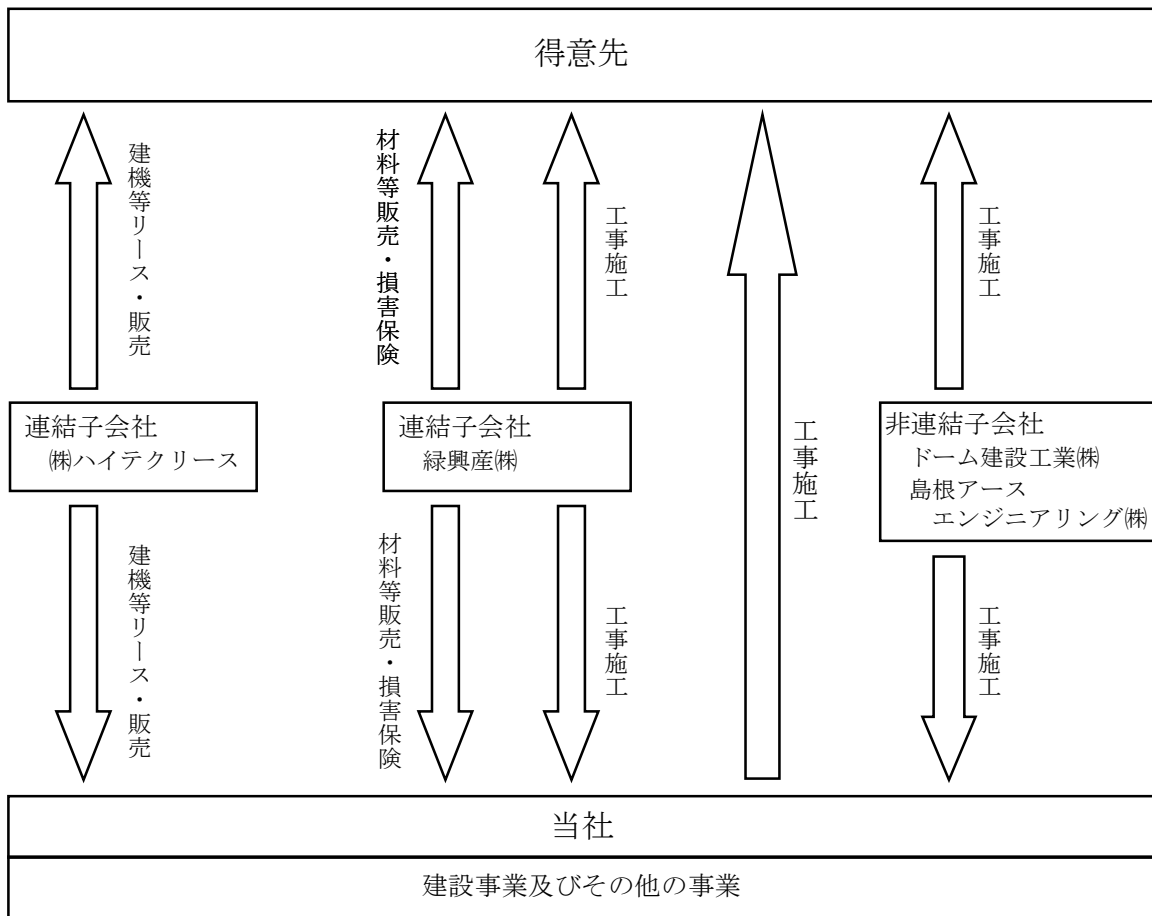 得意先
建機等リース・販売
材料等販売・損害保険
工事施工
工事施工
工事施工
連結子会社
㈱ハイテクリース
連結子会社
緑興産㈱
工事施工
非連結子会社
ドーム建設工業㈱
島根アース
エンジニアリング㈱
建機等リース・販売
材料等販売・損害保険
工事施工
工事施工
当社
建設事業及びその他の事業